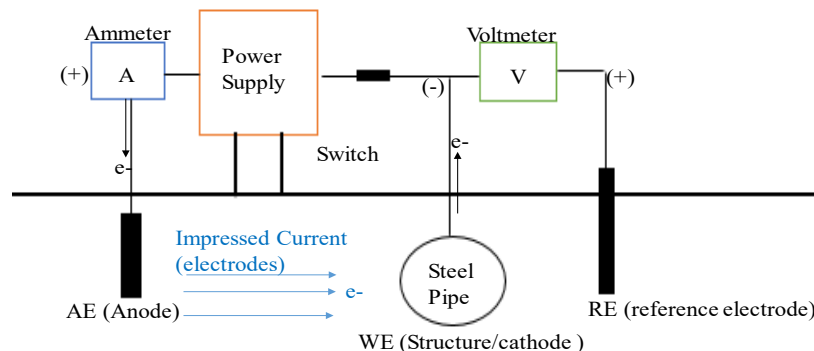 Ammeter
(+)
A
Power
Supply
Voltmeter
(-)
V
(+)
Switch
e-
e-
Impressed Current
(electrodes)
e-
Steel
Pipe
AE (Anode)
RE (reference electrode)
WE (Structure/cathode )